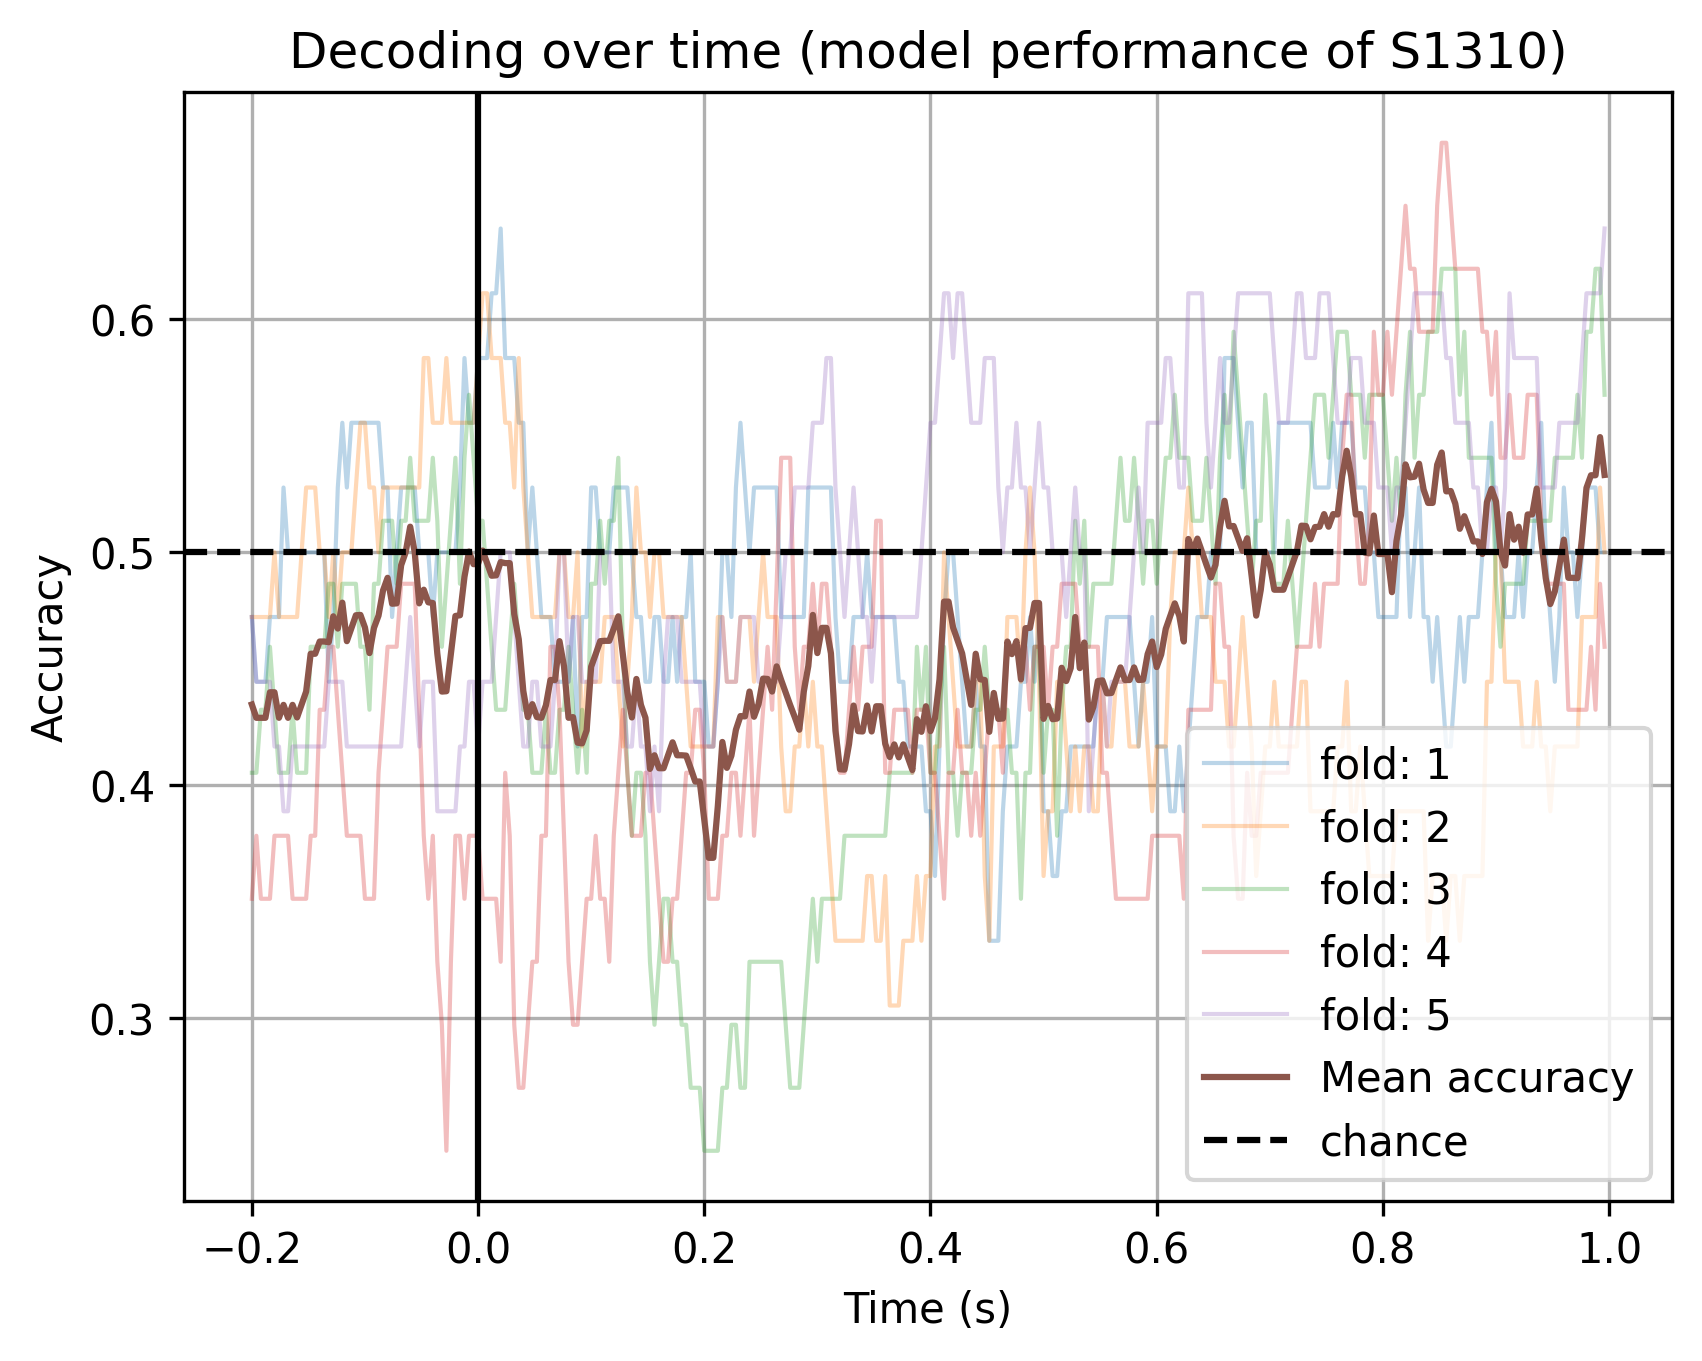 Decoding over time (model performance of S1310)
Accuracy
0.6
0.5
0.4
0.3
−0.2 0.0 0.2 0.4 0.6 0.8 1.0
Time (s)
fold: 1
fold: 2
fold: 3
fold: 4
fold: 5
Mean accuracy
chance